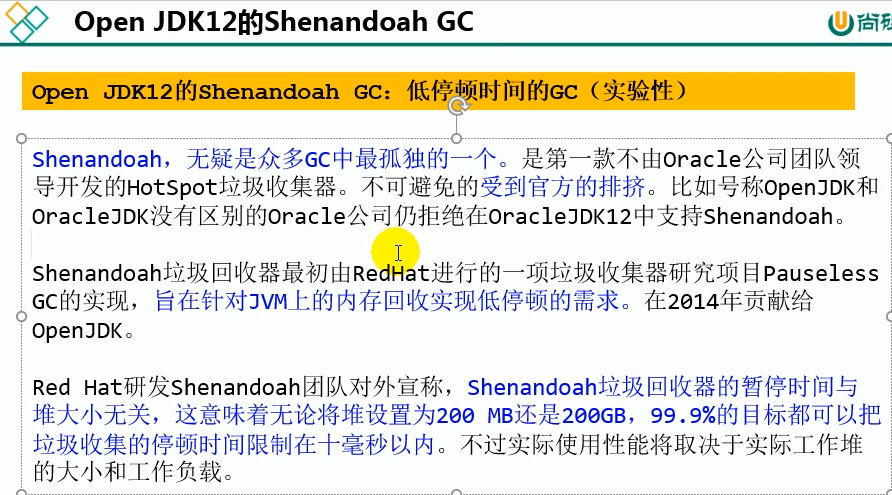 Open JDK12的Shenandoah GC
Open JDK12的Shenandoah GC：低停顿时间的GC（实验性）
Shenandoah，无疑是众多GC中最孤独的一个。是第一款不由Oracle公司团队领
导开发的HotSpot垃圾收集器。不可避免的受到官方的排挤。比如号称OpenJDK和
OracleJDK没有区别的Oracle公司仍拒绝在OracleJDK12中支持Shenandoah。
Shenandoah垃圾回收器最初由RedHat进行的一项垃圾收集器研究项目Pauseless
GC的实现，旨在针对JVM上的内存回收实现低停顿的需求。在2014年贡献给
OpenJDK。
Red Hat研发Shenandoah团队对外宣称，Shenandoah垃圾回收器的暂停时间与
堆大小无关，这意味着无论将堆设置为200 MB还是200GB，99.9%的目标都可以把
垃圾收集的停顿时间限制在十毫秒以内。不过实际使用性能将取决于实际工作堆
的大小和工作负载。